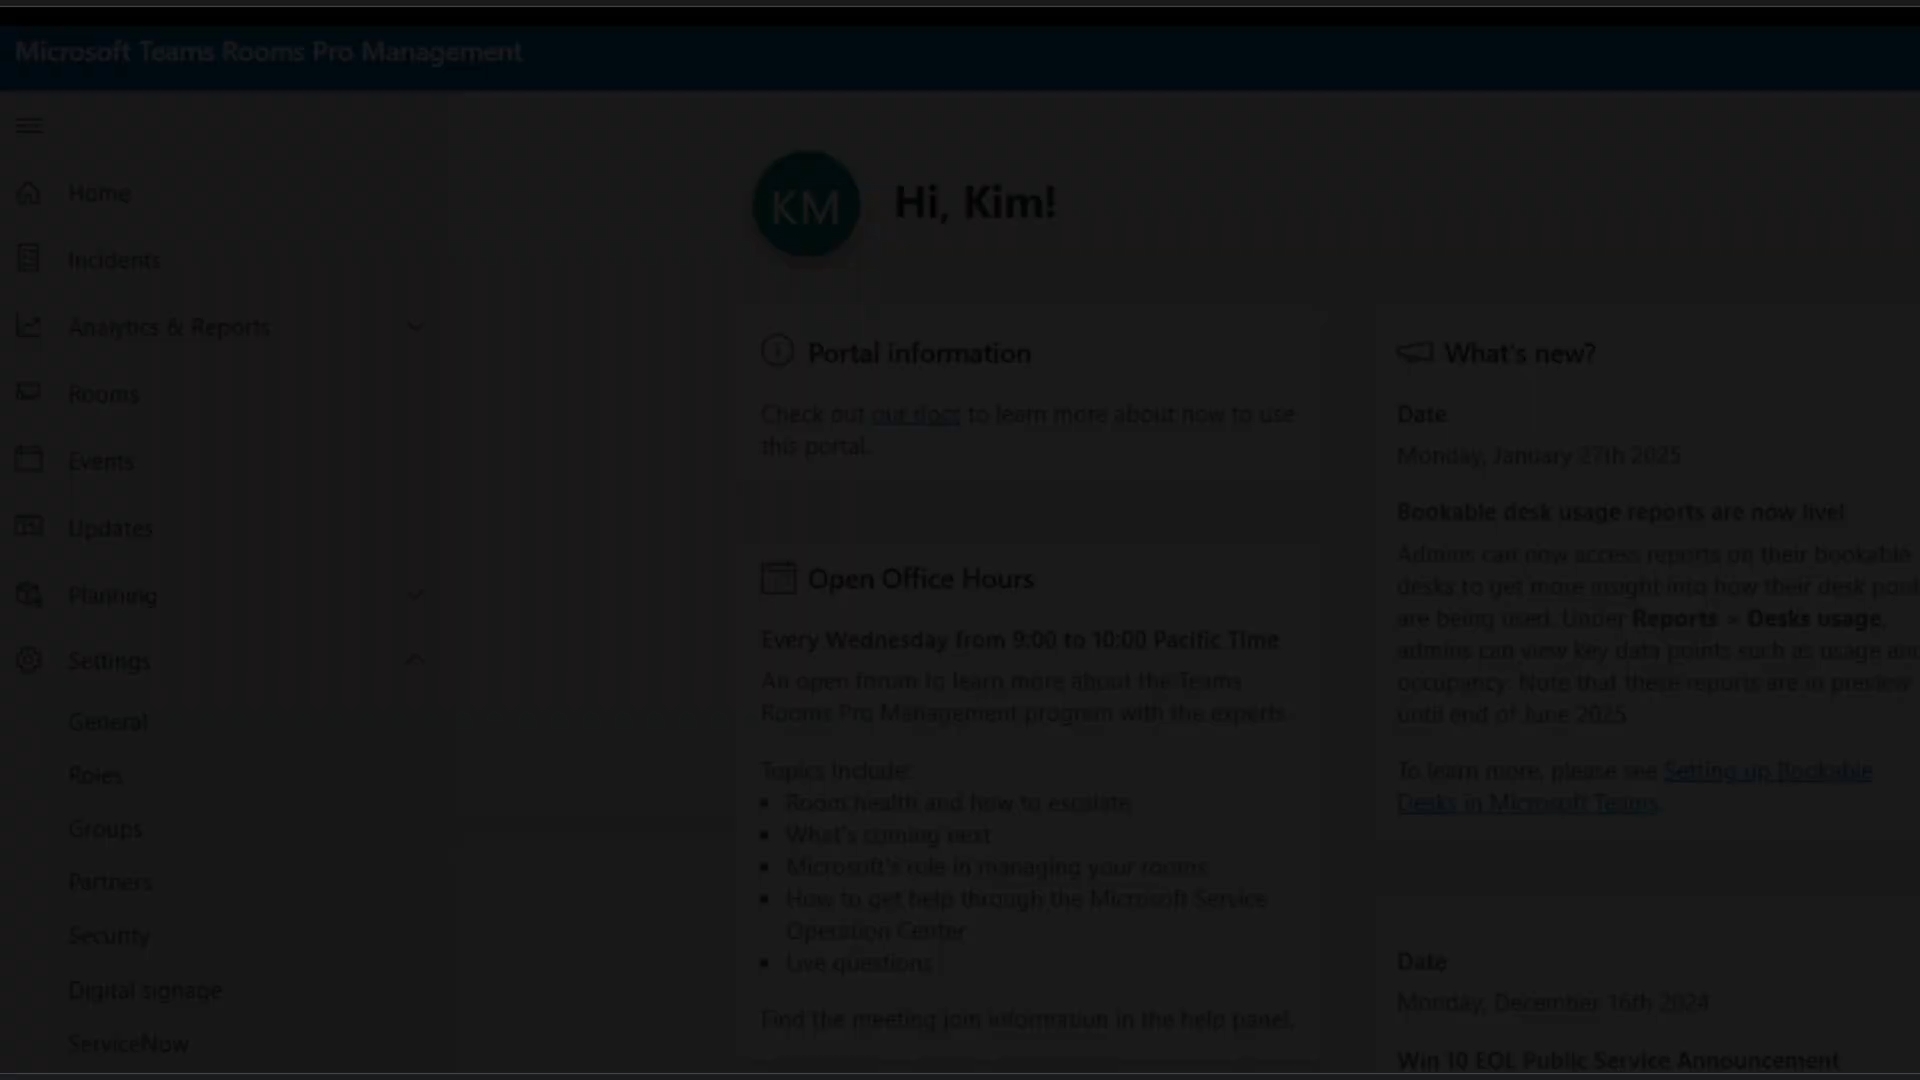 Microsoft Teams Rooms Pro Management
Home
Incidents
Analytics & Reports
Rooms
Events
Updates
Planning
Settings
General
Roles
Groups
Partners
Security
Digital signage
ServiceNow
KM
Hi, Kim!
Portal information
Check out our docs to learn more about how to use
this portal.
Open Office Hours
Every Wednesday from 9:00 to 10:00 Pacific Time
An open forum to learn more about the Teams
Rooms Pro Management program with the experts.
Topics Include:
• Room health and how to escalate
• What's coming next
• Microsoft's role in managing your rooms
• How to get help through the Microsoft Service
Operation Center
• Live questions
Find the meeting join information in the help panel.
What's new?
Date
Monday, January 27th 2025
Bookable desk usage reports are now live!
Admins can now access reports on their bookable
desks to get more insight into how their desk
are being used. Under Reports > Desks usage,
admins can view key data points such as usage
occupancy. Note that these reports are in preview
until end of June 2025
To learn more, please see Setting up Bookable
Desks in Microsoft Teams.
Date
Monday, December 16th 2024
Win 10 EOL Public Service Announcement